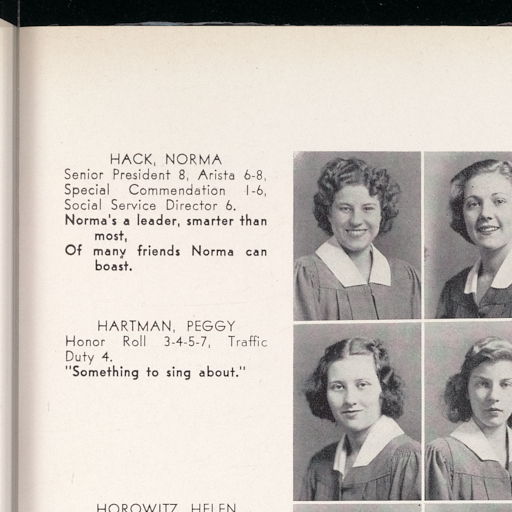 HACK, NORMA
Senior President 8, Arista 6-8,
Special Commendation 1-6,
Social Service Director 6.
Norma's a leader, smarter than
most,
Of many friends Norma can
boast.
HARTMAN, PEGGY
Honor Roll 3-4-5-7, Traffic
Duty 4.
"Something to sing about."
HOROWITZ, HELEN